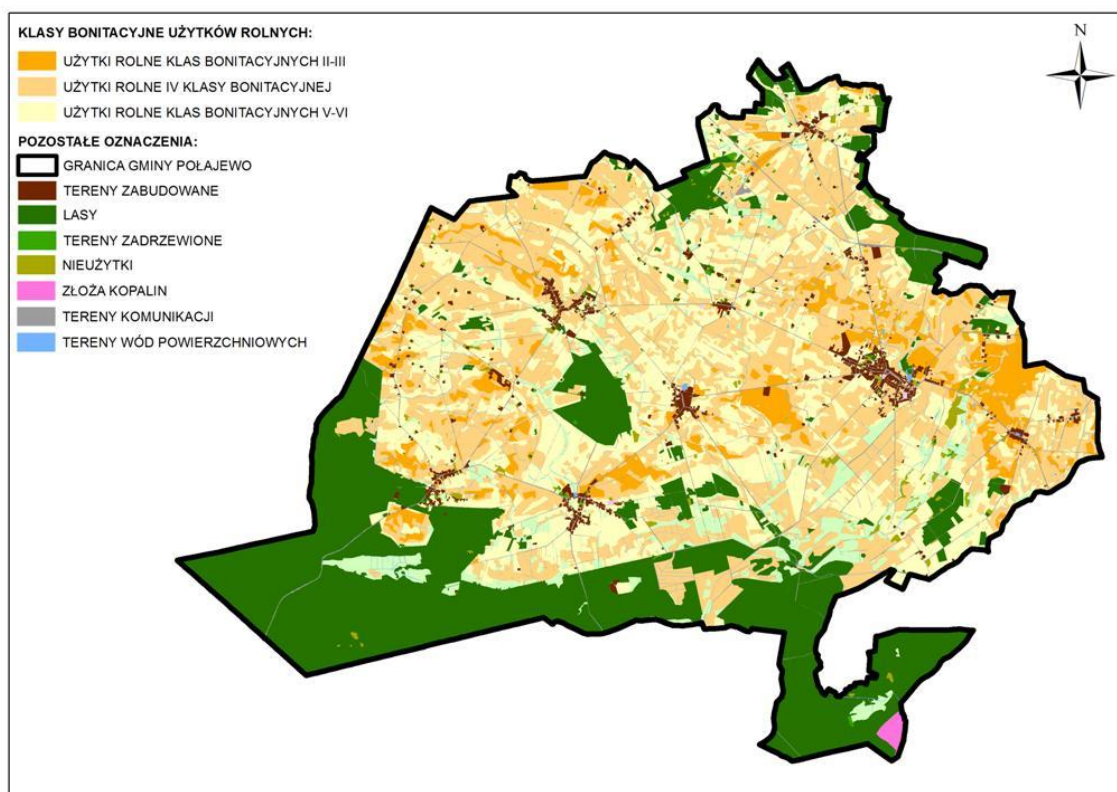 KLASY BONITACYJNE UŻYTKÓW ROLNYCH:
UŻYTKI ROLNE KLAS BONITACYJNYCH II-III
UŻYTKI ROLNE IV KLASY BONITACYJNEJ
UŻYTKI ROLNE KLAS BONITACYJNYCH V-VI
POZOSTAŁE OZNACZENIA:
GRANICA GMINY POŁAJEWO
TERENY ZABUDOWANE
LASY
TERENY ZADRZEWIONE
NIEUŻYTKI
ZŁOŻA KOPALIN
TERENY KOMUNIKACJI
TERENY WÓD POWIERZCHNIOWYCH
N